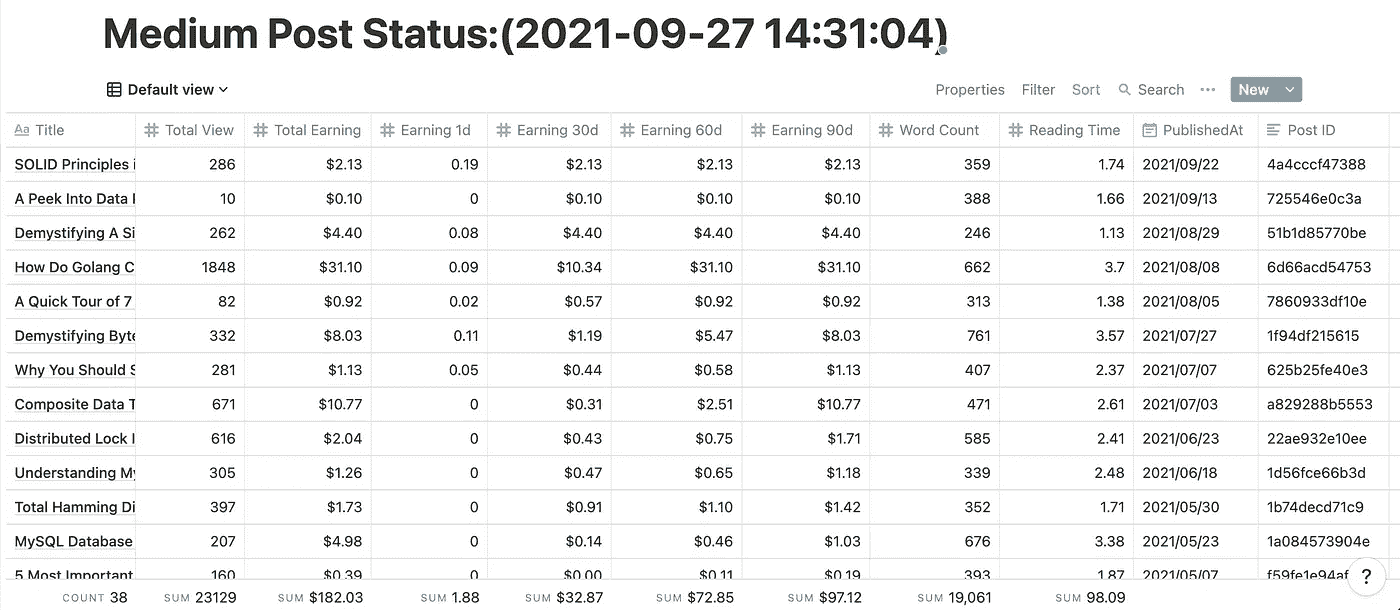 Medium Post Status:(2021-09-27 14:31:04)
Default view Properties Filter Sort Search ••• New
Aa Title # Total View # Total Earning # Earning 1d # Earning 30d # Earning 60d # Earning 90d # Word Count # Reading Time PublishedAt Post ID
SOLID Principles i 286 $2.13 0.19 $2.13 $2.13 $2.13 359 1.74 2021/09/22 4a4cccf47388
A Peek Into Data 10 $0.10 0 $0.10 $0.10 $0.10 388 1.66 2021/09/13 725546e0c3a
Demystifying A Si 262 $4.40 0.08 $4.40 $4.40 $4.40 246 1.13 2021/08/29 51b1d85770be
How Do Golang C 1848 $31.10 0.09 $10.34 $31.10 $31.10 662 3.7 2021/08/08 6d66acd54753
A Quick Tour of 7 82 $0.92 0.02 $0.57 $0.92 $0.92 313 1.38 2021/08/05 7860933df10e
Demystifying Byte 332 $8.03 0.11 $1.19 $5.47 $8.03 761 3.57 2021/07/27 1f94df215615
Why You Should S 281 $1.13 0.05 $0.44 $0.58 $1.13 407 2.37 2021/07/07 625b25fe40e3
Composite Data T 671 $10.77 0 $0.31 $2.51 $10.77 471 2.61 2021/07/03 a829288b5553
Distributed Lock I 616 $2.04 0 $0.43 $0.75 $1.71 585 2.41 2021/06/23 22ae932e10ee
Understanding My 305 $1.26 0 $0.47 $0.65 $1.18 339 2.48 2021/06/18 1d56fce66b3d
Total Hamming Di 397 $1.73 0 $0.91 $1.10 $1.42 352 1.71 2021/05/30 1b74decd71c9
MySQL Database 207 $4.98 0 $0.14 $0.46 $1.03 676 3.38 2021/05/23 1a084573904e
5 Most Important 160 $0.39 0 $0.00 $0.11 $0.19 393 1.87 2021/05/07 f59fe1e94af
COUNT 38 SUM 23129 SUM $182.03 SUM 1.88 SUM $32.87 SUM $72.85 SUM $97.12 SUM 19,061 SUM 98.09 ?